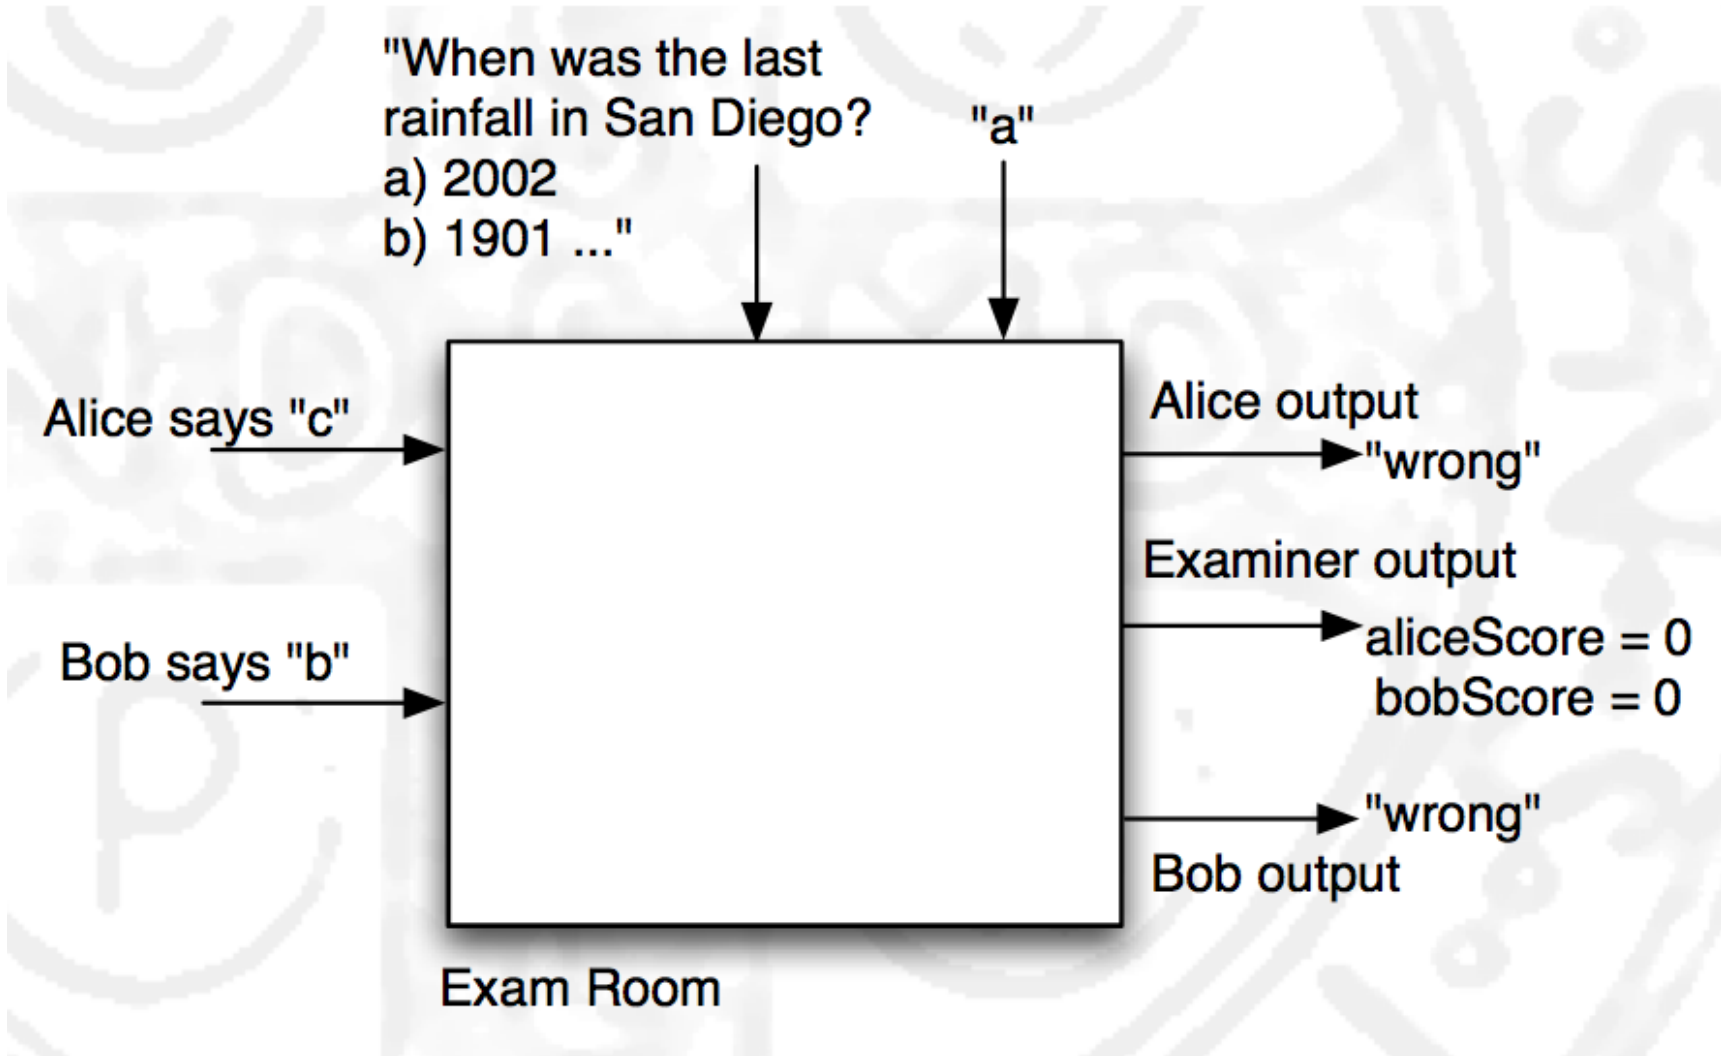 "When was the last
rainfall in San Diego?
a) 2002
b) 1901 ..."
"a"
Alice says "c"
Bob says "b"
Alice output
"wrong"
Examiner output
aliceScore = 0
bobScore = 0
"wrong"
Bob output
Exam Room